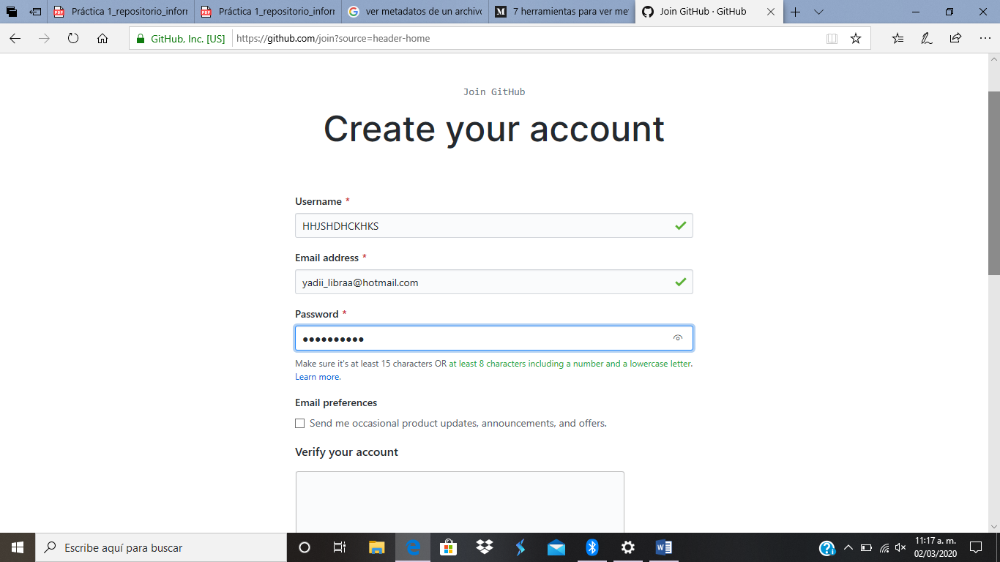 Práctica 1_repositorio_inforr
Práctica 1_repositorio_inforr
ver metadatos de un archivo
7 herramientas para ver me
Join GitHub · GitHub
GitHub, Inc. [US]
https://github.com/join?source=header-home
Join GitHub
Create your account
Username *
HHJSHDHCKHKS
Email address *
yadii_libraa@hotmail.com
Password *
●●●●●●●●●●
Make sure it's at least 15 characters OR at least 8 characters including a number and a lowercase letter.
Learn more.
Email preferences
Send me occasional product updates, announcements, and offers.
Verify your account
Escribe aquí para buscar
11:17 a. m.
02/03/2020